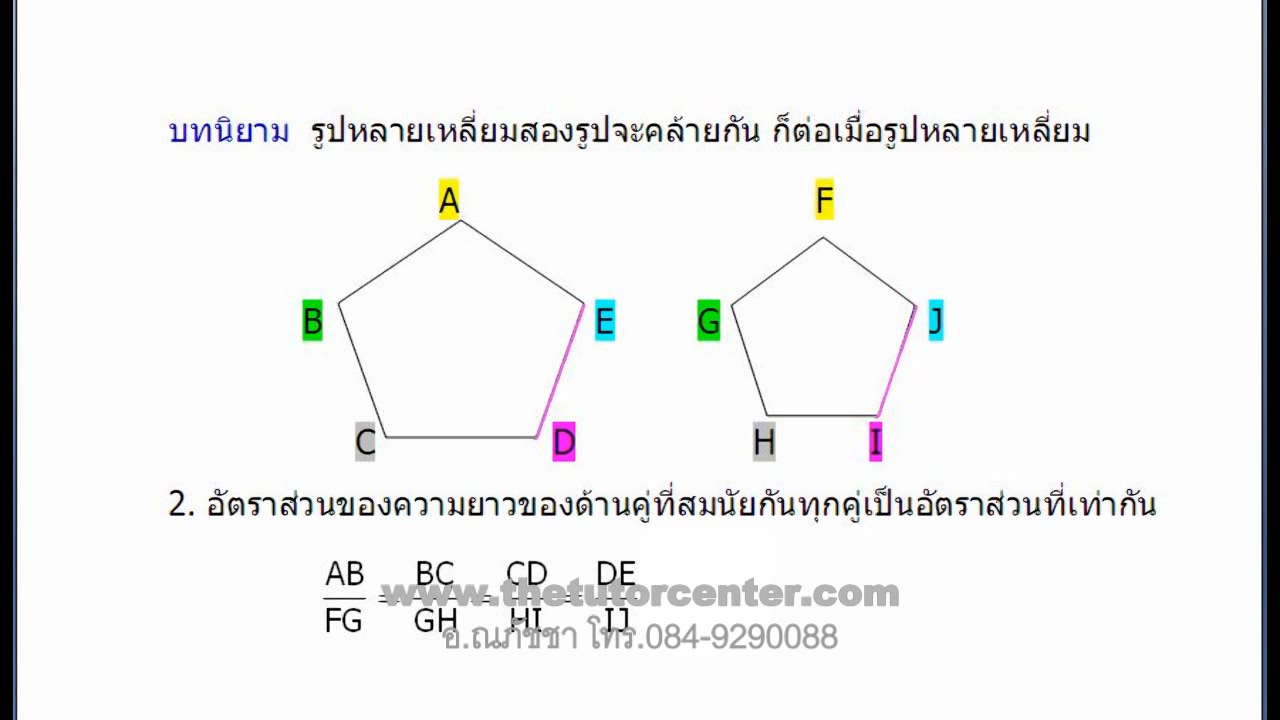 บทนิยาม รูปหลายเหลี่ยมสองรูปจะคล้ายกัน ก็ต่อเมื่อรูปหลายเหลี่ยม
A
F
B
E
G
J
C
D
H
I
2. อัตราส่วนของความยาวของด้านคู่ที่สมนัยกันทุกคู่เป็นอัตราส่วนที่เท่ากัน
AB BC CD DE
= = =
www.thetutorcenter.com
FG GH HI IJ
อ.ณภัชชา โทร.084-9290088